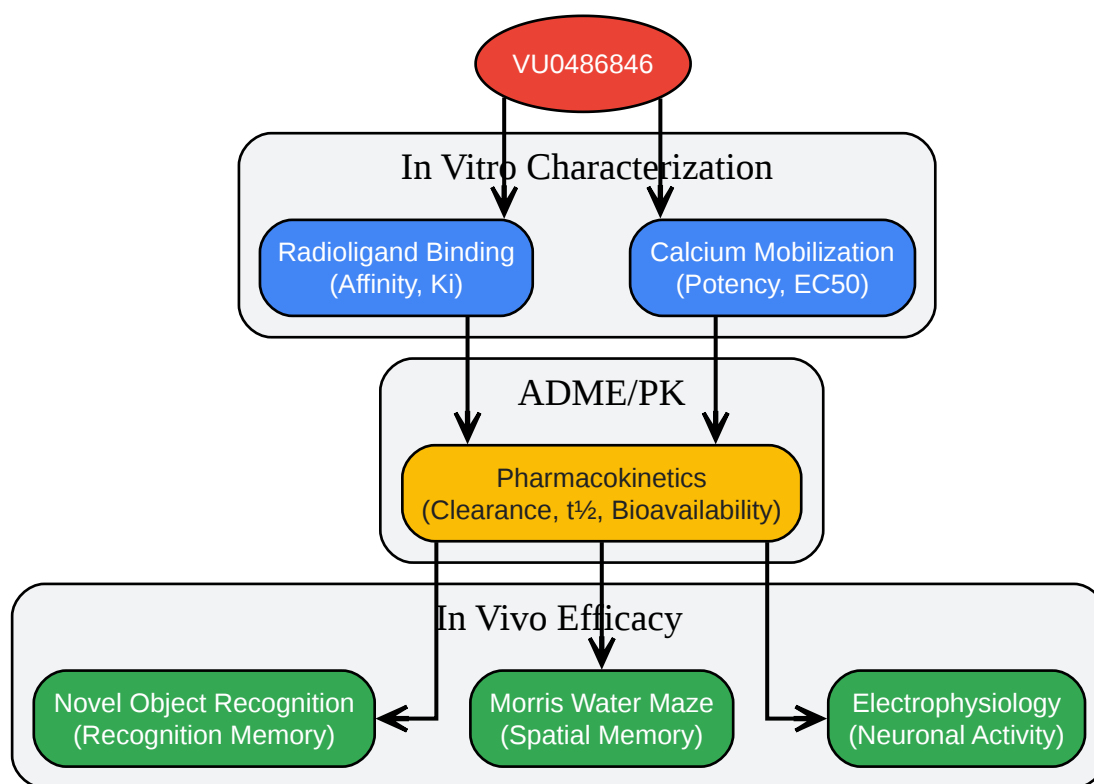 VU0486846
In Vitro Characterization
Radioligand Binding
(Affinity, Ki)
Calcium Mobilization
(Potency, EC50)
ADME/PK
Pharmacokinetics
(Clearance, t½, Bioavailability)
In Vivo Efficacy
Novel Object Recognition
(Recognition Memory)
Morris Water Maze
(Spatial Memory)
Electrophysiology
(Neuronal Activity)